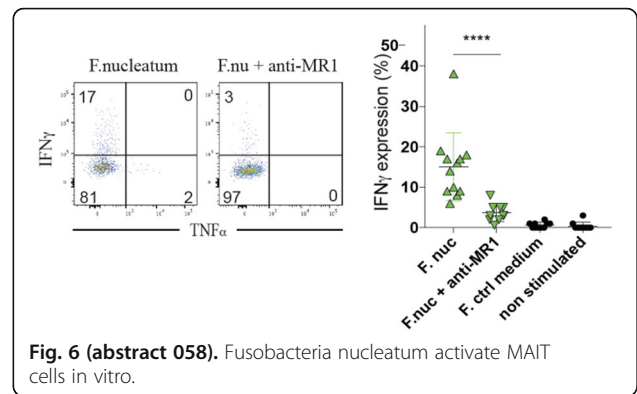 F.nucleatum
F.nu + anti-MR1
17
0
81
2
3
97
0
IFNγ
TNFα
****
IFNγ expression (%)
50
40
30
20
10
0
F. nuc
F.nuc + anti-MR1
F. ctrl medium
non stimulated
Fig. 6 (abstract 058). Fusobacteria nucleatum activate MAIT
cells in vitro.